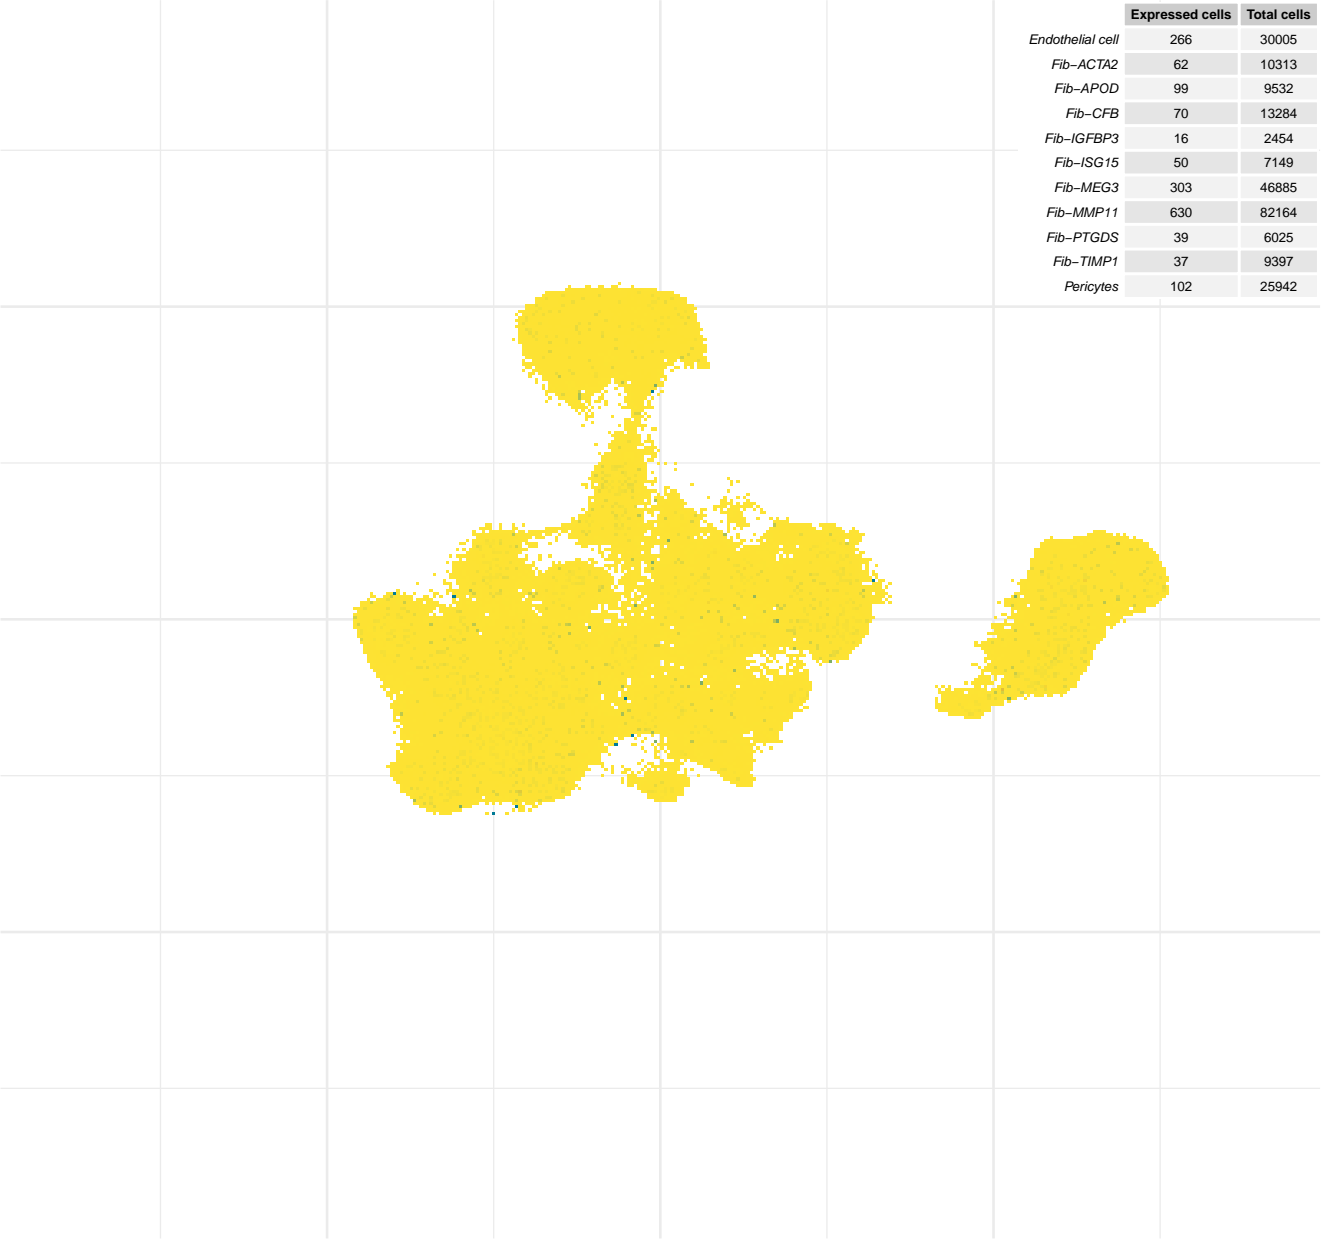 Expressed cells Total cells
Endothelial cell 266 30005
Fib−ACTA2 62 10313
Fib−APOD 99 9532
Fib−CFB 70 13284
Fib−IGFBP3 16 2454
Fib−ISG15 50 7149
Fib−MEG3 303 46885
Fib−MMP11 630 82164
Fib−PTGDS 39 6025
Fib−TIMP1 37 9397
Pericytes 102 25942